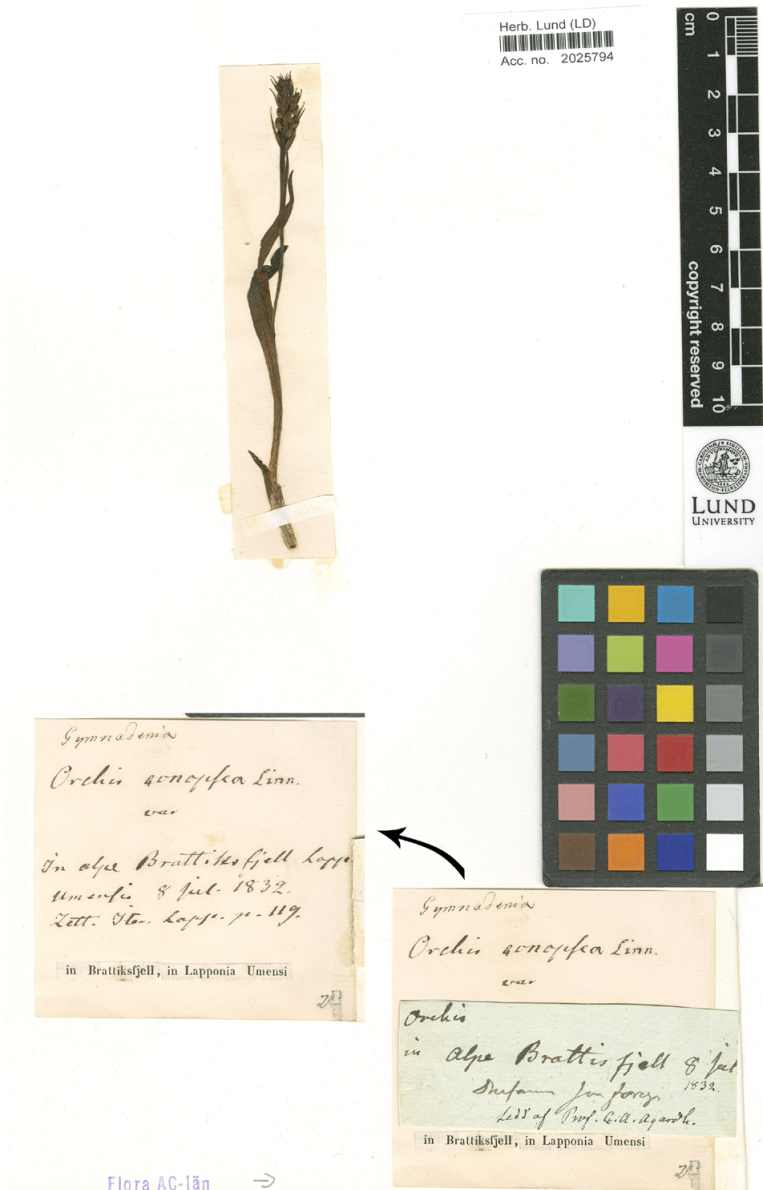 Herb. Lund (LD)
Acc. no. 2025794
cm
0 1 2 3 4 5 6 7 8 9 10
copyright reserved
LUND
UNIVERSITY
Gymnadenia
Orchis conopsea Linn.
var
In alpe Brattiksfjell Lapp.
Umensis 8 Jul. 1832.
Zett. Iter Lapp. p. 119.
in Brattiksfjell, in Lapponia Umensi
Gymnadenia
Orchis conopsea Linn.
var
Orchis
in alpe Brattisfjell 8 jul
1832.
af Prof. C. A. Agardh.
in Brattiksfjell, in Lapponia Umensi
Flora AC-län →